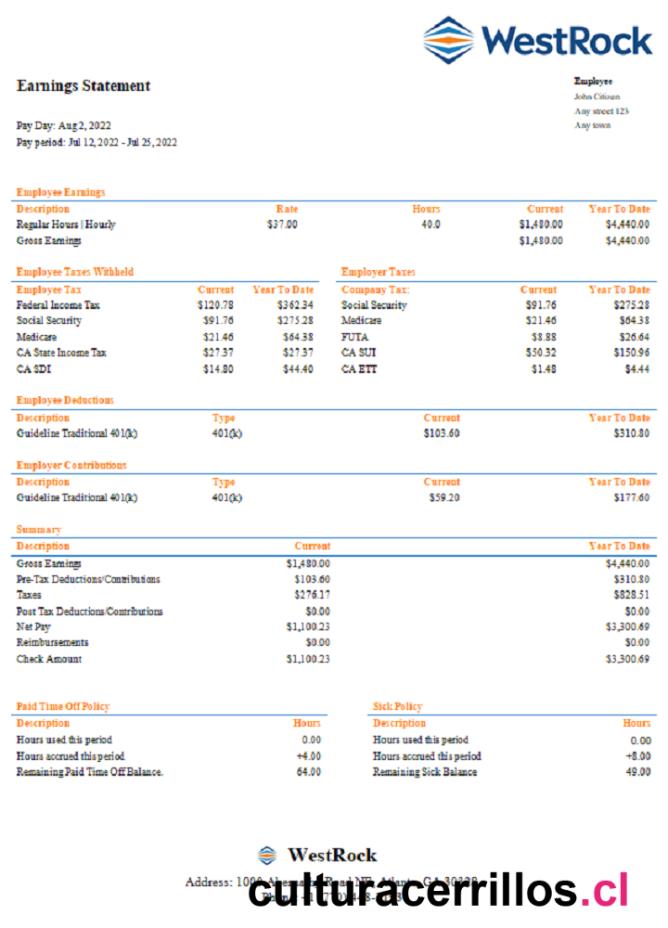 WestRock
Earnings Statement
Employee
John Citizen
Any street 123
Any town
Pay Day: Aug 2, 2022
Pay period: Jul 12, 2022 - Jul 25, 2022
Employee Earnings
Description Rate Hours Current Year To Date
Regular Hours | Hourly $37.00 40.0 $1,480.00 $4,440.00
Gross Earnings $1,480.00 $4,440.00
Employee Taxes Withheld Employer Taxes
Employee Tax Current Year To Date Company Tax: Current Year To Date
Federal Income Tax $120.78 $362.34 Social Security $91.76 $275.28
Social Security $91.76 $275.28 Medicare $21.46 $64.38
Medicare $21.46 $64.38 FUTA $8.88 $26.64
CA State Income Tax $27.37 $27.37 CA SUI $50.32 $150.96
CA SDI $14.80 $44.40 CA ETT $1.48 $4.44
Employee Deductions
Description Type Current Year To Date
Guideline Traditional 401(k) 401(k) $103.60 $310.80
Employer Contributions
Description Type Current Year To Date
Guideline Traditional 401(k) 401(k) $59.20 $177.60
Summary
Description Current Year To Date
Gross Earnings $1,480.00 $4,440.00
Pre-Tax Deductions/Contributions $103.60 $310.80
Taxes $276.17 $828.51
Post Tax Deductions/Contributions $0.00 $0.00
Net Pay $1,100.23 $3,300.69
Reimbursements $0.00 $0.00
Check Amount $1,100.23 $3,300.69
Paid Time Off Policy Sick Policy
Description Hours Description Hours
Hours used this period 0.00 Hours used this period 0.00
Hours accrued this period +4.00 Hours accrued this period +8.00
Remaining Paid Time Off Balance. 64.00 Remaining Sick Balance 49.00
WestRock
Address:
culturacerrillos.cl